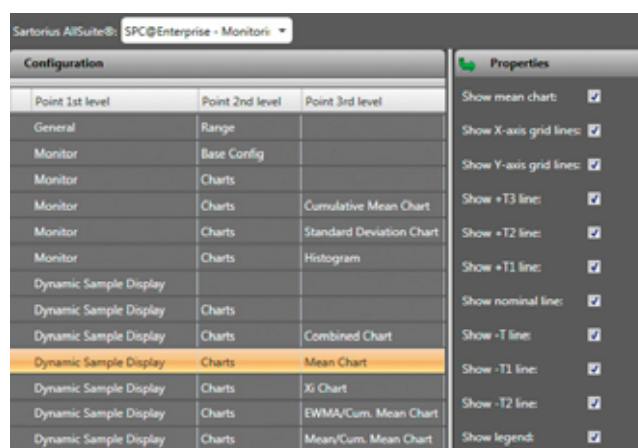 Sartorius AllSuite®: SPC@Enterprise - Monitori
Configuration
Point 1st level Point 2nd level Point 3rd level
General Range
Monitor Base Config
Monitor Charts
Monitor Charts Cumulative Mean Chart
Monitor Charts Standard Deviation Chart
Monitor Charts Histogram
Dynamic Sample Display
Dynamic Sample Display Charts
Dynamic Sample Display Charts Combined Chart
Dynamic Sample Display Charts Mean Chart
Dynamic Sample Display Charts Xi Chart
Dynamic Sample Display Charts EWMA/Cum. Mean Chart
Dynamic Sample Display Charts Mean/Cum. Mean Chart
Properties
Show mean chart:
Show X-axis grid lines:
Show Y-axis grid lines:
Show +T3 line:
Show +T2 line:
Show +T1 line:
Show nominal line:
Show -T line:
Show -T1 line:
Show -T2 line:
Show legend: